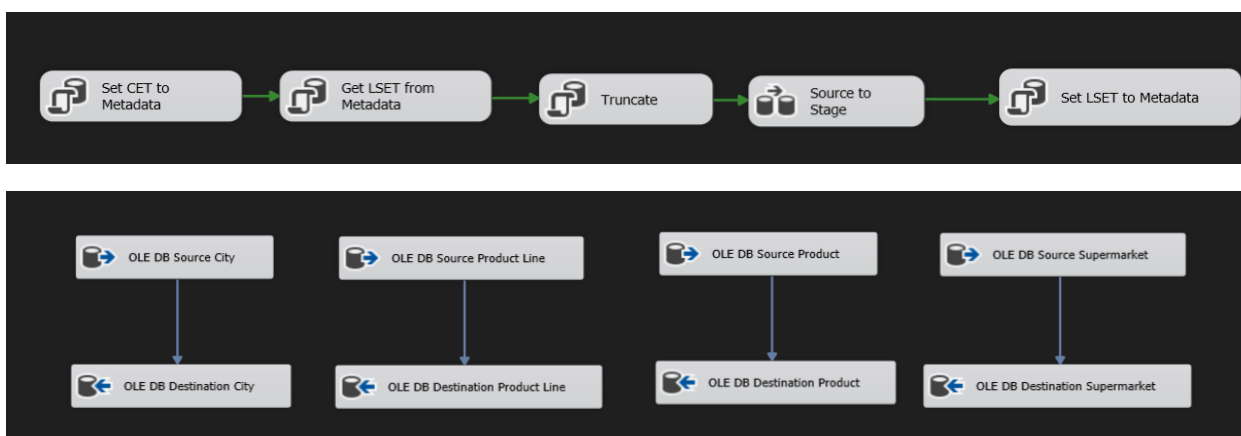 Set CET to
Metadata
Get LSET from
Metadata
Truncate
Source to
Stage
Set LSET to Metadata
OLE DB Source City
OLE DB Source Product Line
OLE DB Source Product
OLE DB Source Supermarket
OLE DB Destination City
OLE DB Destination Product Line
OLE DB Destination Product
OLE DB Destination Supermarket